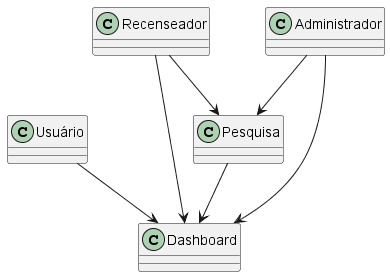 C Recenseador
C Administrador
C Usuário
C Pesquisa
C Dashboard